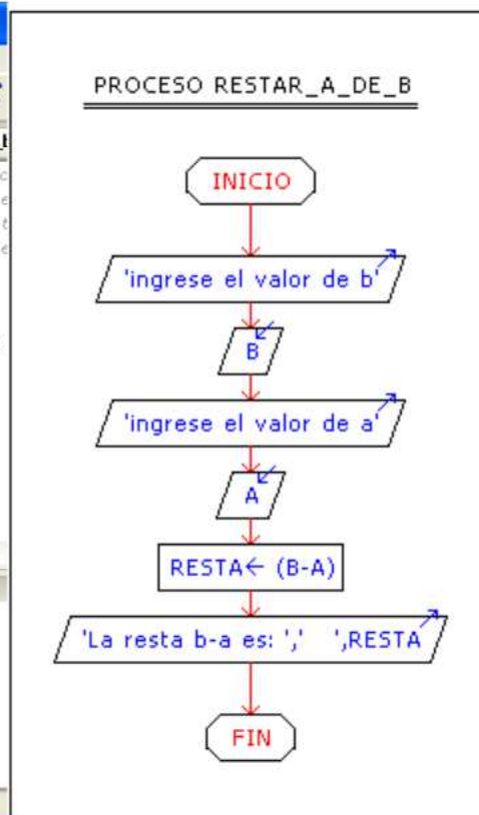 PROCESO RESTAR_A_DE_B
INICIO
'ingrese el valor de b'
B
'ingrese el valor de a'
A
RESTA← (B-A)
'La resta b-a es: ','   ',RESTA
FIN